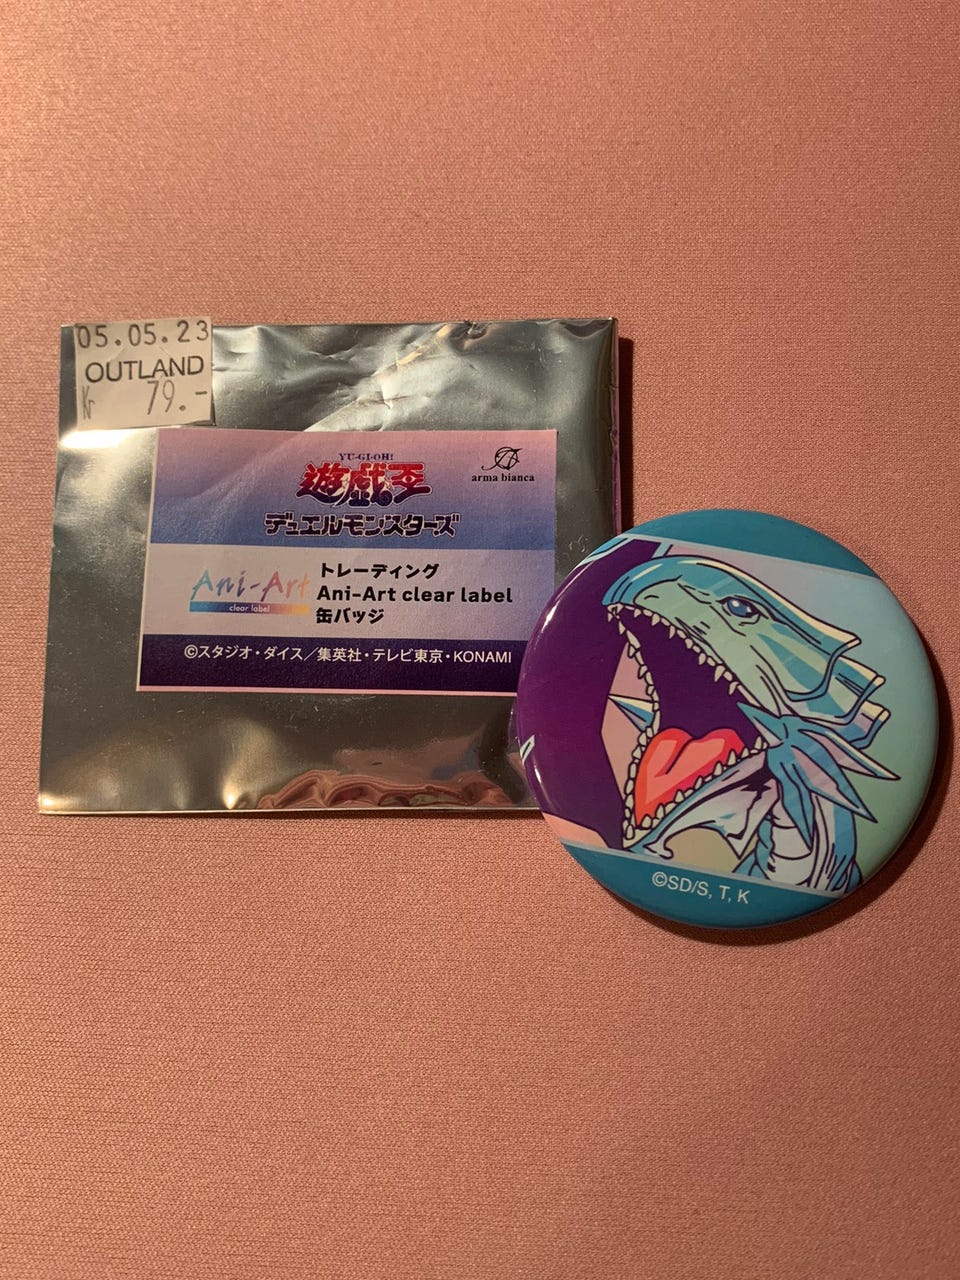 05.05.23
OUTLAND
Kr 79.-
YU-GI-OH!
遊戯王
デュエルモンスターズ
arma bianca
Ani-Art
clear label
トレーディング
Ani-Art clear label
缶バッジ
©スタジオ・ダイス／集英社・テレビ東京・KONAMI
©SD/S, T, K